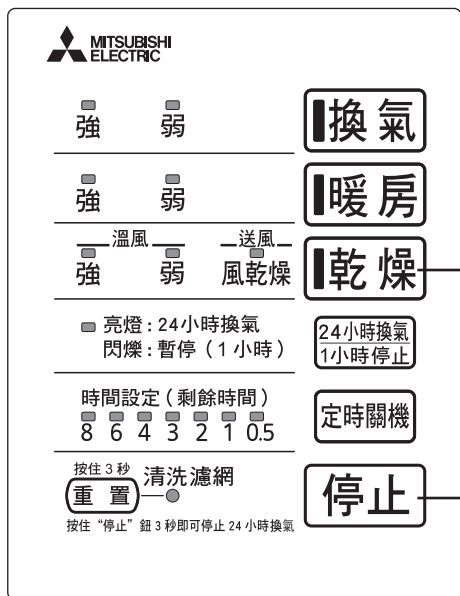 MITSUBISHI
ELECTRIC
強 弱 換氣
強 弱 暖房
溫風 送風
強 弱 風乾燥 乾燥
亮燈：24小時換氣
閃爍：暫停（1小時）
24小時換氣
1小時停止
時間設定（剩餘時間）
8 6 4 3 2 1 0.5
定時關機
按住3秒
重置 清洗濾網
停止
按住“停止”鈕3秒即可停止24小時換氣